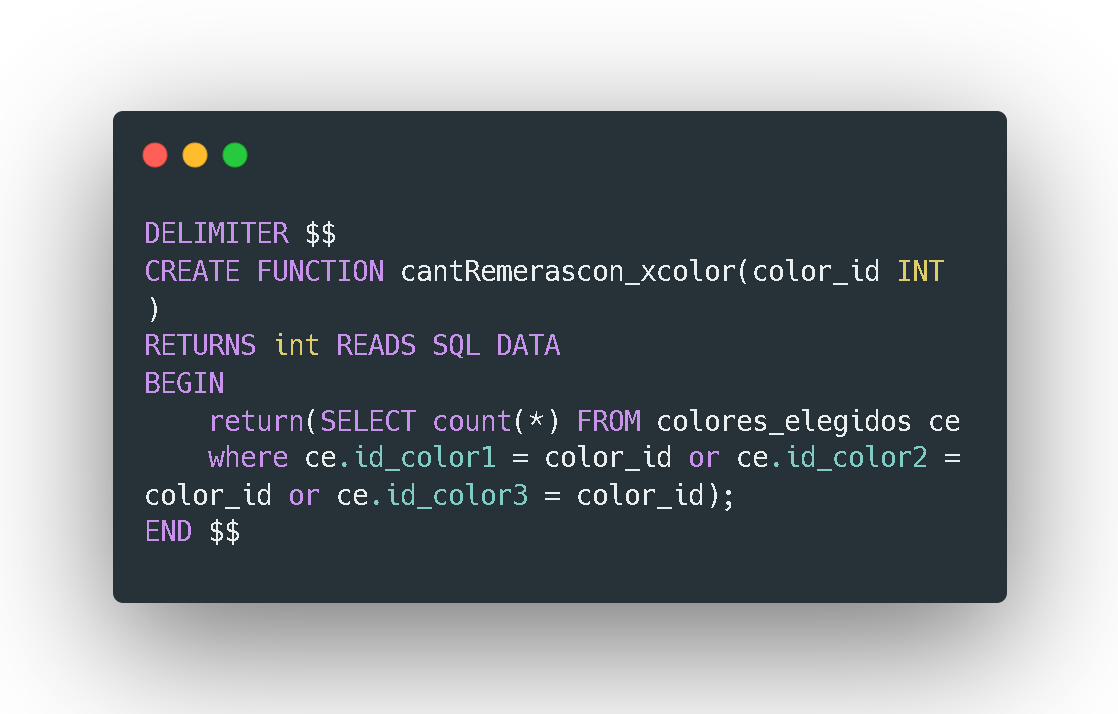 DELIMITER $$
CREATE FUNCTION cantRemerascon_xcolor(color_id INT
)
RETURNS int READS SQL DATA
BEGIN
    return(SELECT count(*) FROM colores_elegidos ce
    where ce.id_color1 = color_id or ce.id_color2 =
color_id or ce.id_color3 = color_id);
END $$